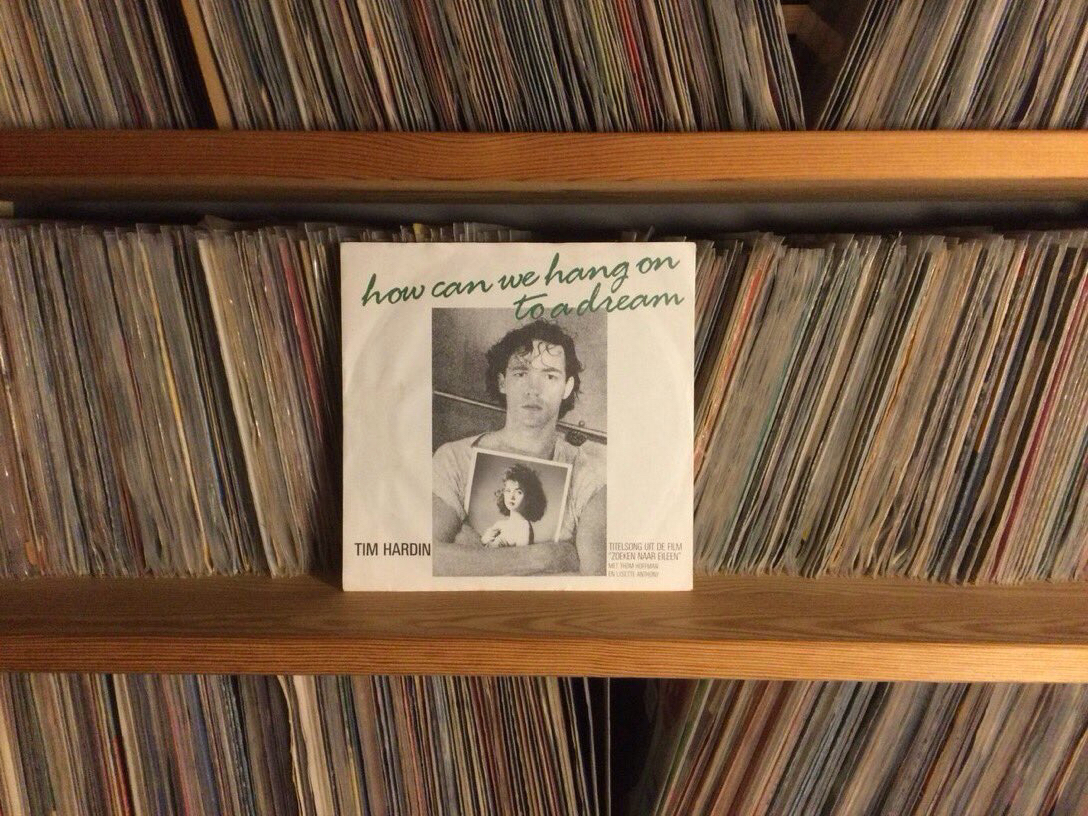 how can we hang on
to a dream
TIM HARDIN
TITELSONG UIT DE FILM
"ZOEKEN NAAR EILEEN"
MET THOM HOFFMAN
EN LYSETTE ANTHONY